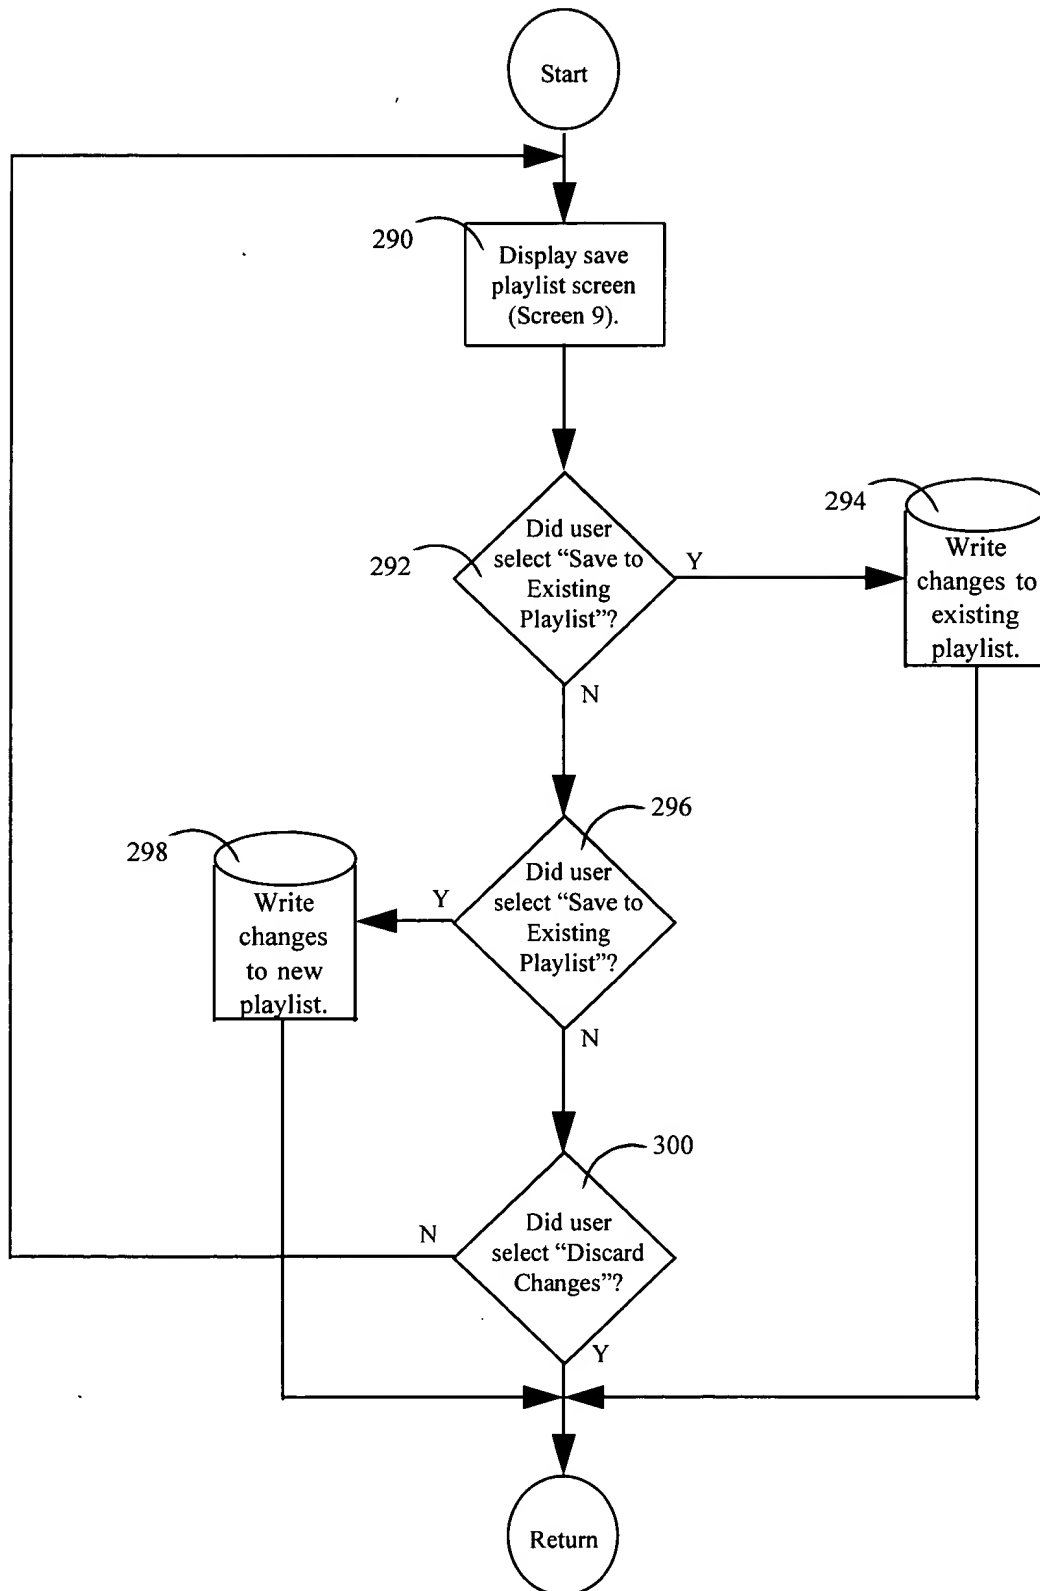 Start
290
Display save
playlist screen
(Screen 9).
292
Did user
select “Save to
Existing
Playlist”?
Y
N
294
Write
changes to
existing
playlist.
296
Did user
select “Save to
Existing
Playlist”?
Y
N
298
Write
changes
to new
playlist.
300
Did user
select “Discard
Changes”?
N
Y
Return